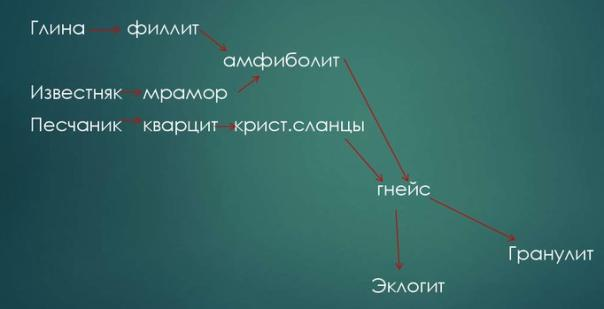 Глина филлит
амфиболит
Известняк мрамор
Песчаник кварцит крист.сланцы
гнейс
Гранулит
Эклогит